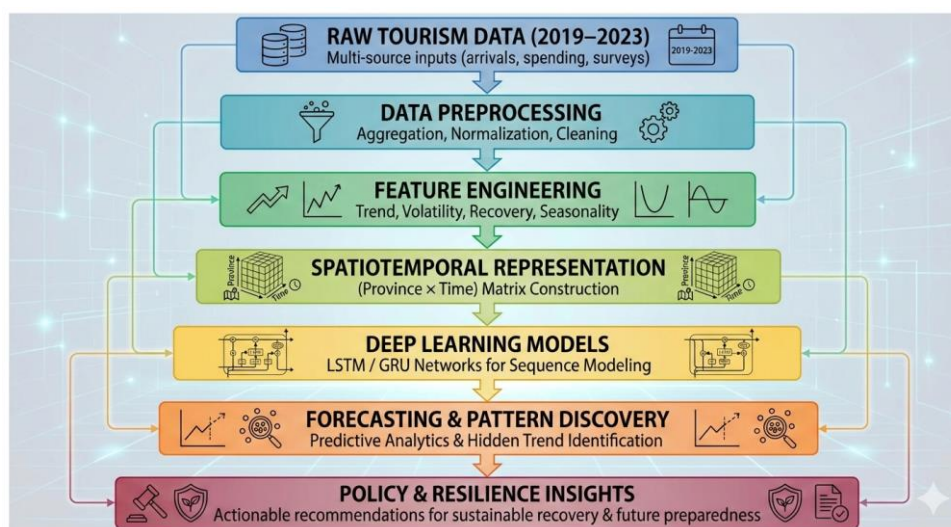 RAW TOURISM DATA (2019–2023)
Multi-source inputs (arrivals, spending, surveys)
2019-2023
DATA PREPROCESSING
Aggregation, Normalization, Cleaning
FEATURE ENGINEERING
Trend, Volatility, Recovery, Seasonality
Province
Time
SPATIOTEMPORAL REPRESENTATION
(Province × Time) Matrix Construction
Province
Time
DEEP LEARNING MODELS
LSTM / GRU Networks for Sequence Modeling
FORECASTING & PATTERN DISCOVERY
Predictive Analytics & Hidden Trend Identification
POLICY & RESILIENCE INSIGHTS
Actionable recommendations for sustainable recovery & future preparedness